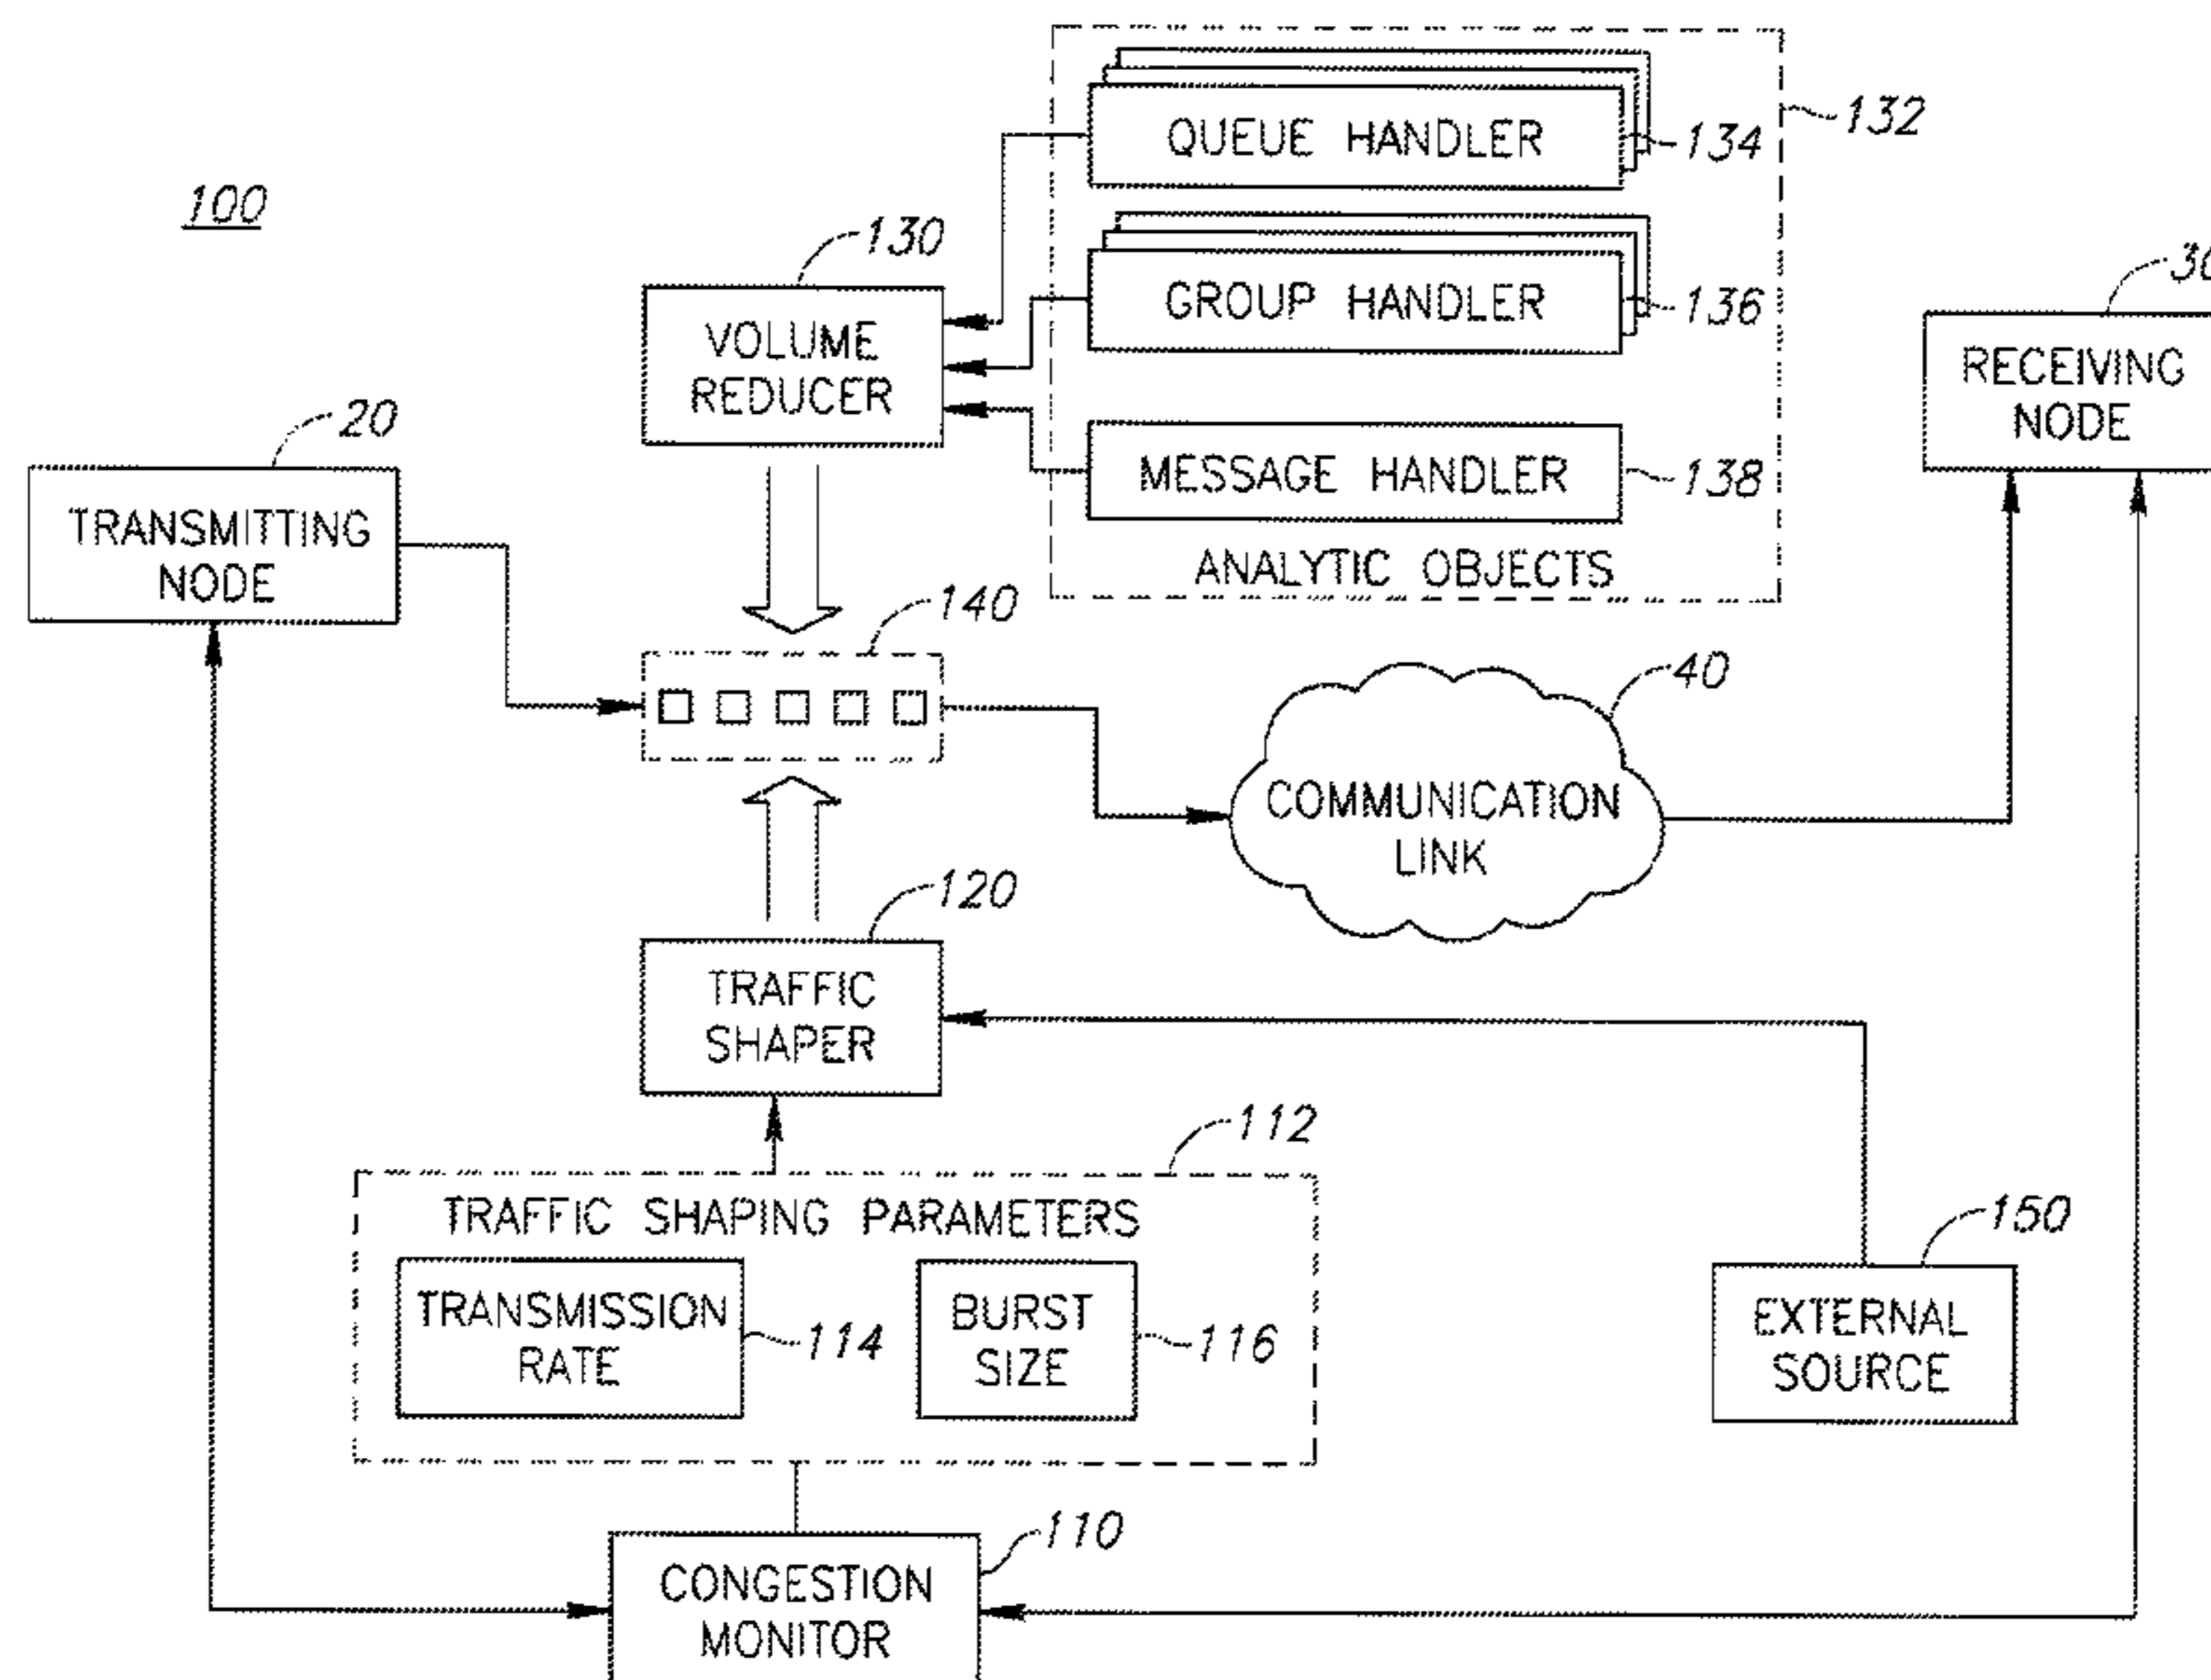 100
QUEUE HANDLER
134
132
GROUP HANDLER
136
130
VOLUME
REDUCER
RECEIVING
NODE
MESSAGE HANDLER
138
ANALYTIC OBJECTS
20
TRANSMITTING
NODE
140
40
COMMUNICATION
LINK
120
TRAFFIC
SHAPER
112
TRAFFIC SHAPING PARAMETERS
TRANSMISSION
RATE
114
BURST
SIZE
116
150
EXTERNAL
SOURCE
110
CONGESTION
MONITOR